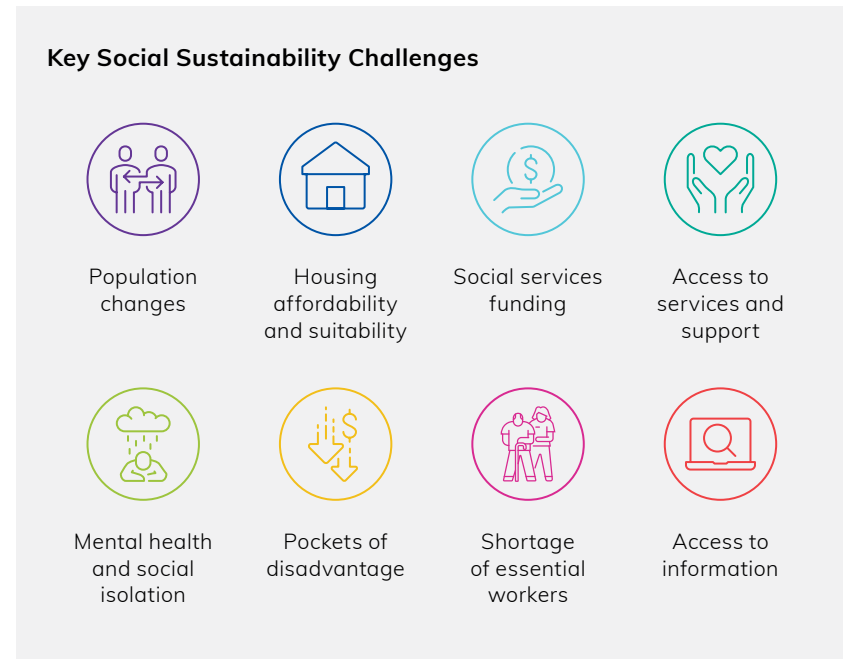 Key Social Sustainability Challenges
$
Population
changes
Housing
affordability
and suitability
Social services
funding
Access to
services and
support
$
Mental health
and social
isolation
Pockets of
disadvantage
Shortage
of essential
workers
Access to
information